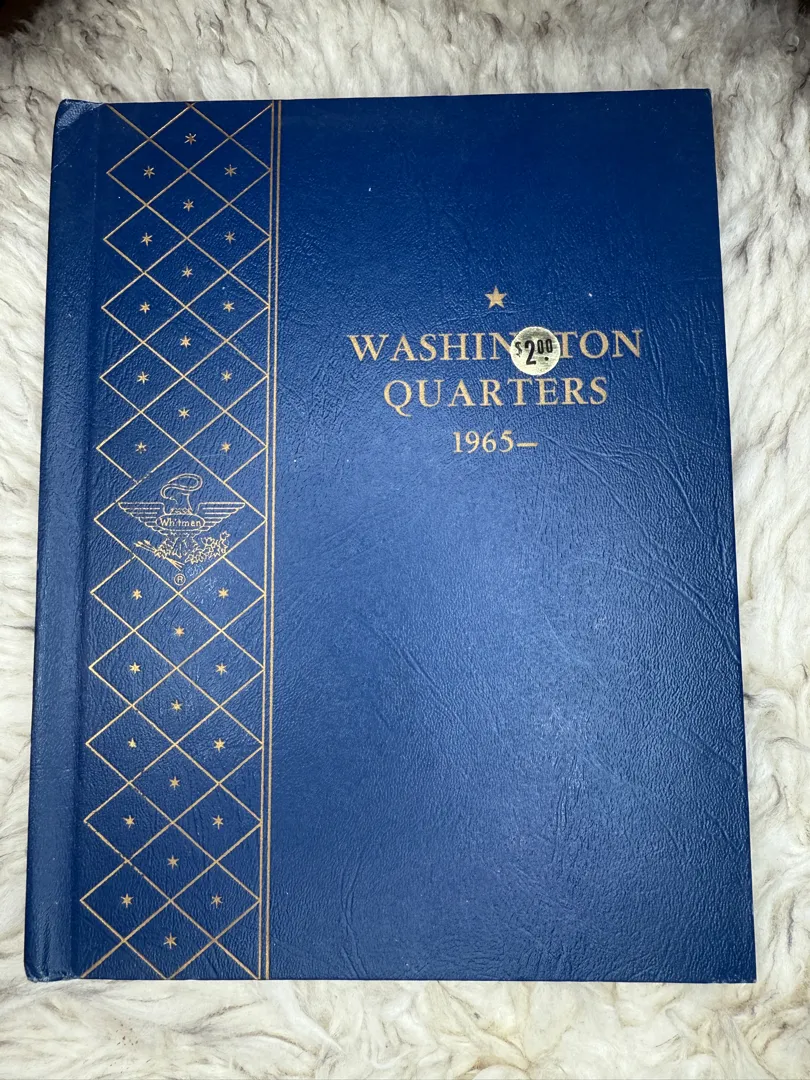 WASHIN TON
$2.00
QUARTERS
1965–
Whitman
®